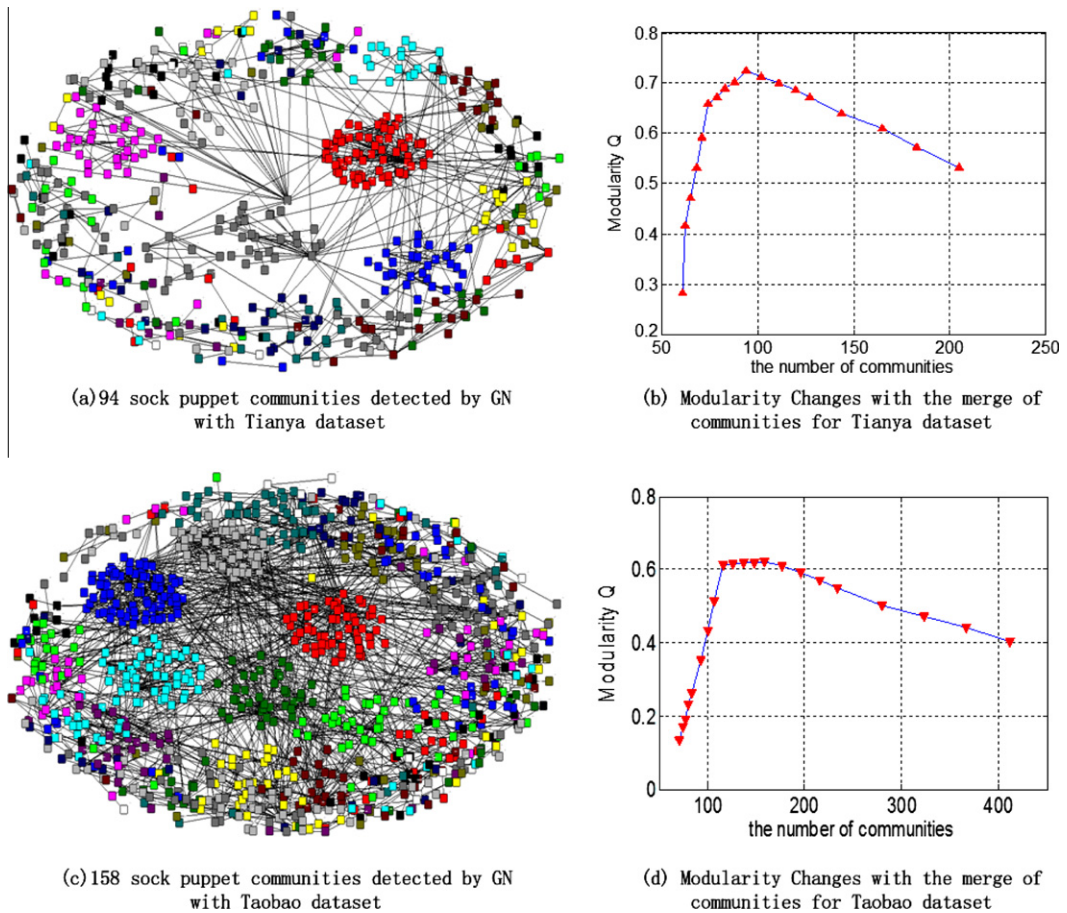 0.8
0.7
0.6
0.5
0.4
0.3
0.2
Modularity Q
50
100
150
200
250
the number of communities
(a)94 sock puppet communities detected by GN
with Tianya dataset
(b) Modularity Changes with the merge of
communities for Tianya dataset
0.8
0.6
0.4
0.2
0
Modularity Q
100
200
300
400
the number of communities
(c)158 sock puppet communities detected by GN
with Taobao dataset
(d) Modularity Changes with the merge of
communities for Taobao dataset